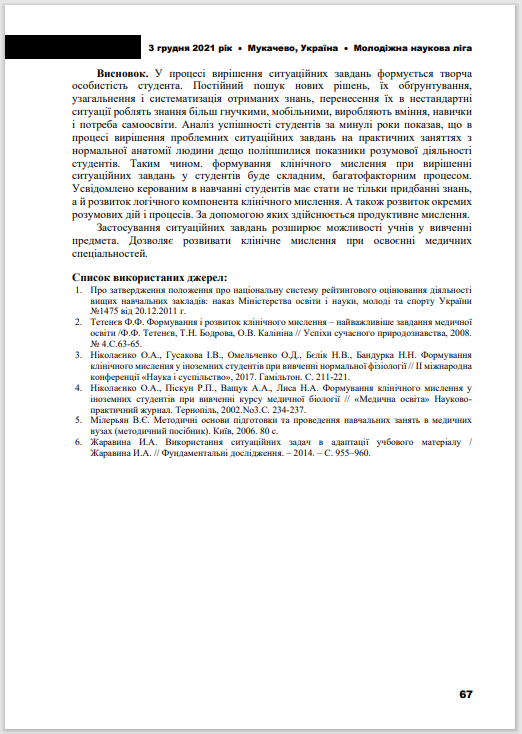 3 грудня 2021 рік • Мукачево, Україна • Молодіжна наукова ліга
Висновок. У процесі вирішення ситуаційних завдань формується творча
особистість студента. Постійний пошук нових рішень, їх обґрунтування,
узагальнення і систематизація отриманих знань, перенесення їх в нестандартні
ситуації роблять знання більш гнучкими, мобільними, виробляють вміння, навички
і потреба самоосвіти. Аналіз успішності студентів за минулі роки показав, що в
процесі вирішення проблемних ситуаційних завдань на практичних заняттях з
нормальної анатомії людини дещо поліпшилися показники розумової діяльності
студентів. Таким чином. формування клінічного мислення при вирішенні
ситуаційних завдань у студентів буде складним, багатофакторним процесом.
Усвідомлено керованим в навчанні студентів має стати не тільки придбанні знань,
а й розвиток логічного компонента клінічного мислення. А також розвиток окремих
розумових дій і процесів. За допомогою яких здійснюється продуктивне мислення.
Застосування ситуаційних завдань розширює можливості учнів у вивченні
предмета. Дозволяє розвивати клінічне мислення при освоєнні медичних
спеціальностей.
Список використаних джерел:
1. Про затвердження положення про національну систему рейтингового оцінювання діяльності
вищих навчальних закладів: наказ Міністерства освіти і науки, молоді та спорту України
№1475 від 20.12.2011 г.
2. Тетенєв Ф.Ф. Формування і розвиток клінічного мислення – найважливіше завдання медичної
освіти /Ф.Ф. Тетенєв, Т.Н. Бодрова, О.В. Калініна // Успіхи сучасного природознавства, 2008.
№ 4.С.63-65.
3. Ніколаєнко О.А., Гусакова І.В., Омельченко О.Д., Бєлік Н.В., Бандурка Н.Н. Формування
клінічного мислення у іноземних студентів при вивченні нормальної фізіології // II міжнародна
конференції «Наука і суспільство», 2017. Гамільтон. С. 211-221.
4. Ніколаєнко О.А., Піскун Р.П., Ващук А.А., Лиса Н.А. Формування клінічного мислення у
іноземних студентів при вивченні курсу медичної біології // «Медична освіта» Науково-
практичний журнал. Тернопіль, 2002.No3.С. 234-237.
5. Мілерьян В.Є. Методичні основи підготовки та проведення навчальних занять в медичних
вузах (методичний посібник). Київ, 2006. 80 с.
6. Жаравина И.А. Використання ситуаційних задач в адаптації учбового матеріалу /
Жаравина И.А. // Фундаментальні дослідження. – 2014. – С. 955–960.
67